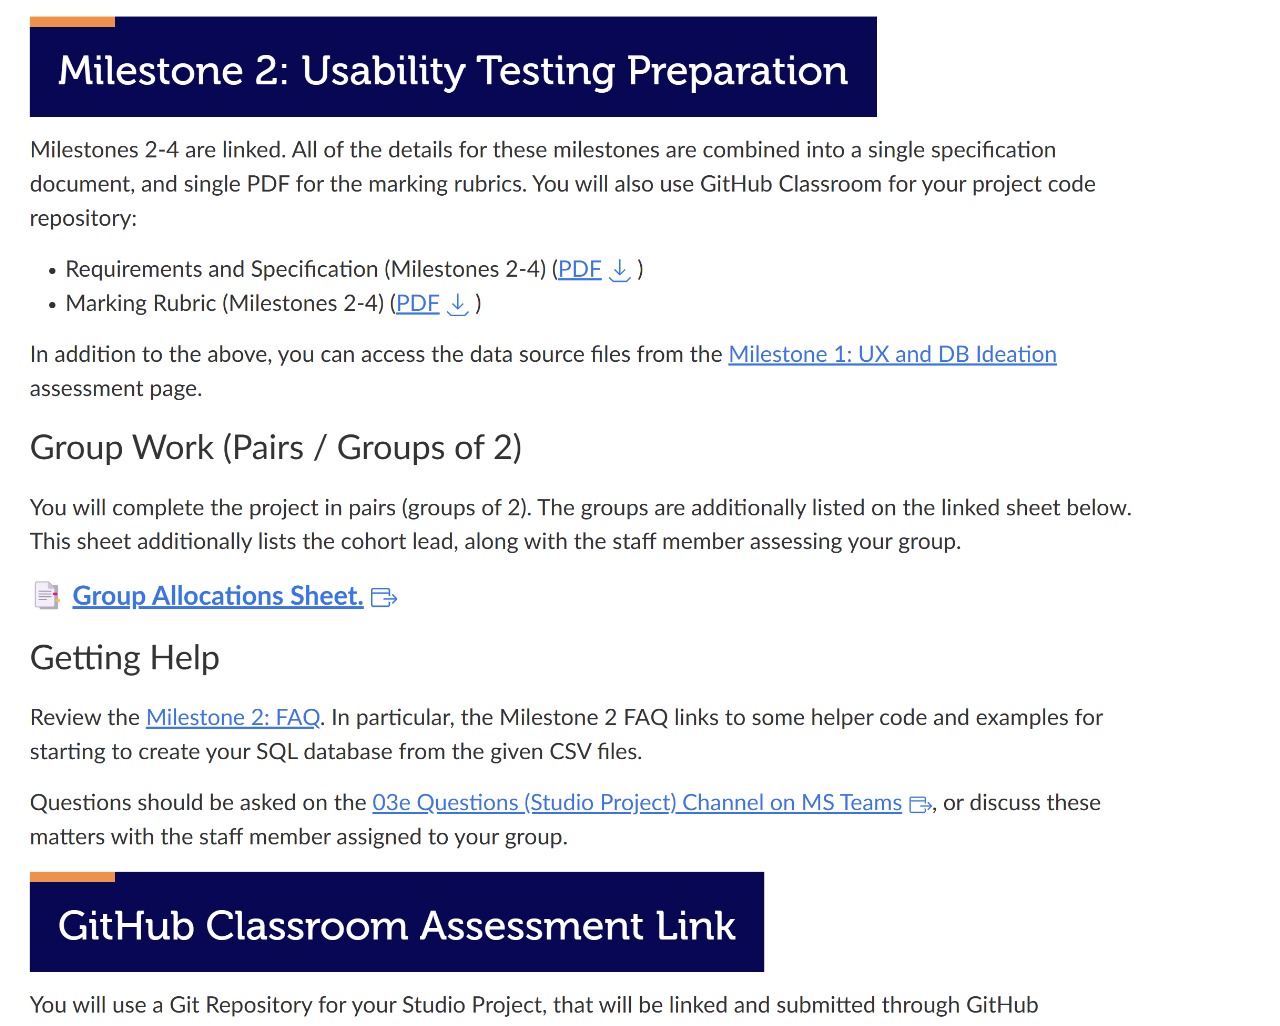 Milestone 2: Usability Testing Preparation
Milestones 2-4 are linked. All of the details for these milestones are combined into a single specification
document, and single PDF for the marking rubrics. You will also use GitHub Classroom for your project code
repository:
• Requirements and Specification (Milestones 2-4) (PDF )
• Marking Rubric (Milestones 2-4) (PDF )
In addition to the above, you can access the data source files from the Milestone 1: UX and DB Ideation
assessment page.
Group Work (Pairs / Groups of 2)
You will complete the project in pairs (groups of 2). The groups are additionally listed on the linked sheet below.
This sheet additionally lists the cohort lead, along with the staff member assessing your group.
Group Allocations Sheet.
Getting Help
Review the Milestone 2: FAQ. In particular, the Milestone 2 FAQ links to some helper code and examples for
starting to create your SQL database from the given CSV files.
Questions should be asked on the 03e Questions (Studio Project) Channel on MS Teams , or discuss these
matters with the staff member assigned to your group.
GitHub Classroom Assessment Link
You will use a Git Repository for your Studio Project, that will be linked and submitted through GitHub